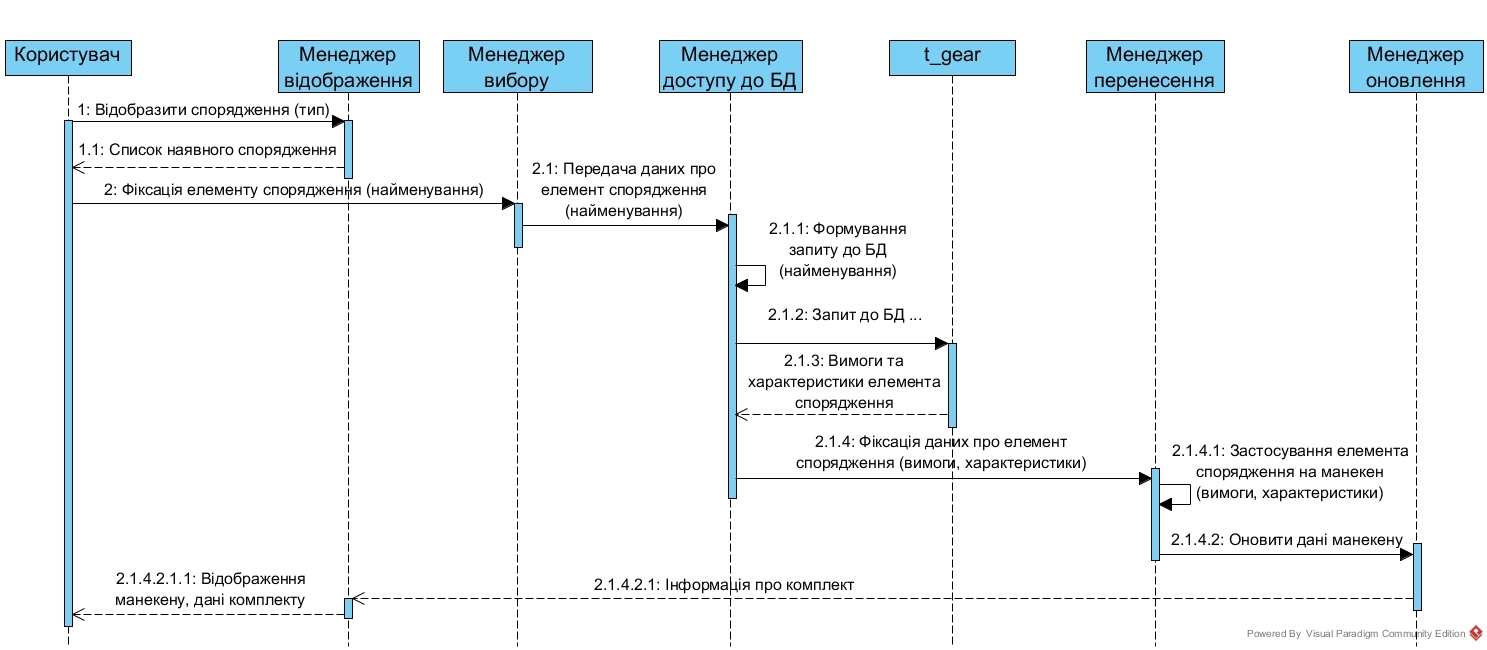 Користувач
Менеджер
відображення
Менеджер
вибору
Менеджер
доступу до БД
t_gear
Менеджер
перенесення
Менеджер
оновлення
1: Відобразити спорядження (тип)
1.1: Список наявного спорядження
2: Фіксація елементу спорядження (найменування)
2.1: Передача даних про
елемент спорядження
(найменування)
2.1.1: Формування
запиту до БД
(найменування)
2.1.2: Запит до БД ...
2.1.3: Вимоги та
характеристики елемента
спорядження
2.1.4: Фіксація даних про елемент
спорядження (вимоги, характеристики)
2.1.4.1: Застосування елемента
спорядження на манекен
(вимоги, характеристики)
2.1.4.2: Оновити дані манекену
2.1.4.2.1: Інформація про комплект
2.1.4.2.1.1: Відображення
манекену, дані комплекту
Powered By Visual Paradigm Community Edition